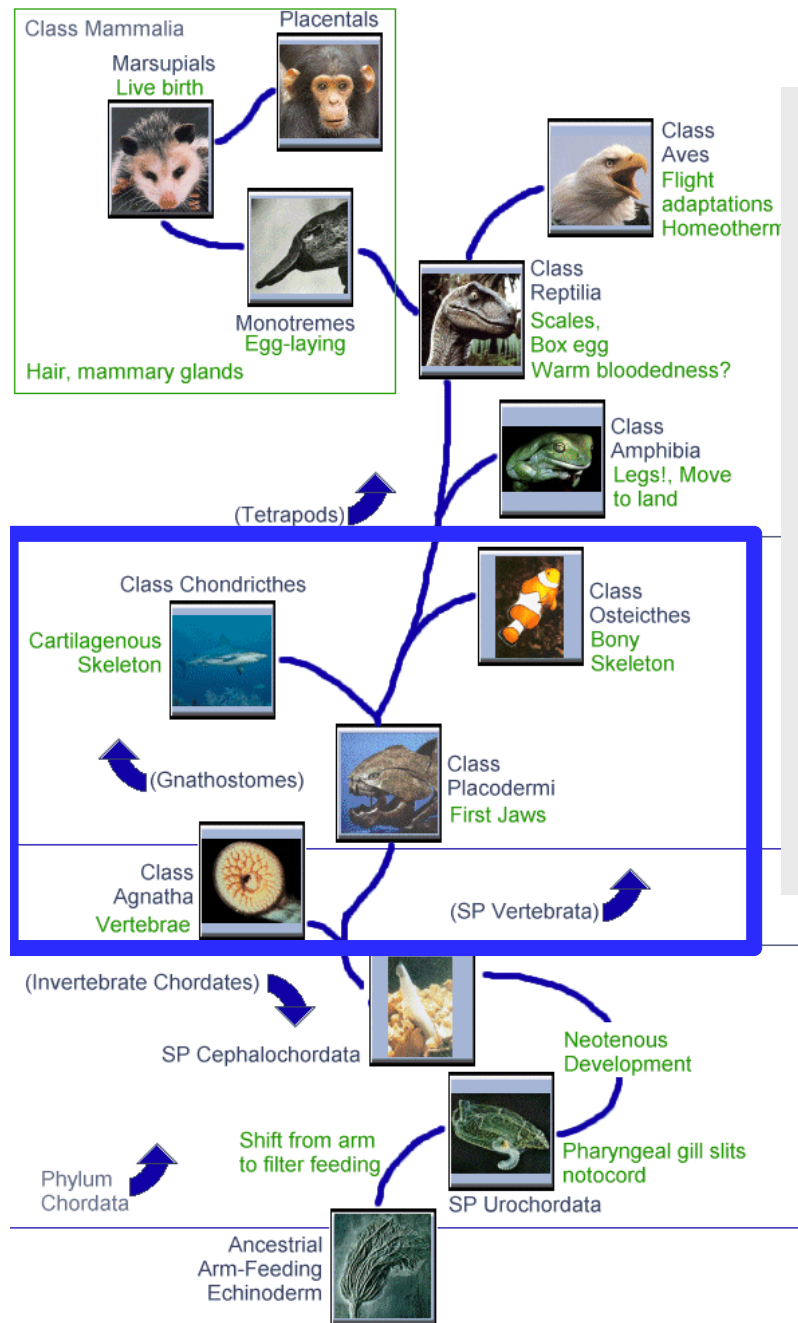 Class Mammalia
Placentals
Marsupials
Live birth
Monotremes
Egg-laying
Hair, mammary glands
Class
Aves
Flight
adaptations
Homeotherm
Class
Reptilia
Scales,
Box egg
Warm bloodedness?
Class
Amphibia
Legs!, Move
to land
(Tetrapods)
Class Chondricthes
Cartilagenous
Skeleton
Class
Osteicthes
Bony
Skeleton
(Gnathostomes)
Class
Placodermi
First Jaws
Class
Agnatha
Vertebrae
(SP Vertebrata)
(Invertebrate Chordates)
SP Cephalochordata
Neotenous
Development
Shift from arm
to filter feeding
Pharyngeal gill slits
notocord
SP Urochordata
Phylum
Chordata
Ancestrial
Arm-Feeding
Echinoderm